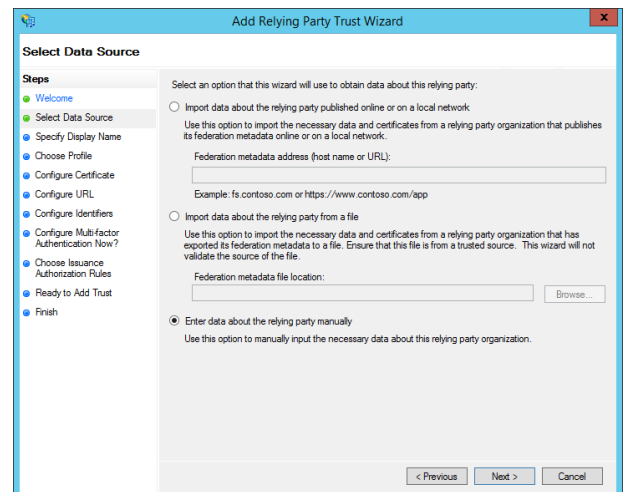 Add Relying Party Trust Wizard
x
Select Data Source
Steps
Welcome
Select Data Source
Specify Display Name
Choose Profile
Configure Certificate
Configure URL
Configure Identifiers
Configure Multi-factor
Authentication Now?
Choose Issuance
Authorization Rules
Ready to Add Trust
Finish
Select an option that this wizard will use to obtain data about this relying party:
Import data about the relying party published online or on a local network
Use this option to import the necessary data and certificates from a relying party organization that publishes
its federation metadata online or on a local network.
Federation metadata address (host name or URL):
Example: fs.contoso.com or https://www.contoso.com/app
Import data about the relying party from a file
Use this option to import the necessary data and certificates from a relying party organization that has
exported its federation metadata to a file. Ensure that this file is from a trusted source.  This wizard will not
validate the source of the file.
Federation metadata file location:
Browse...
Enter data about the relying party manually
Use this option to manually input the necessary data about this relying party organization.
< Previous
Next >
Cancel